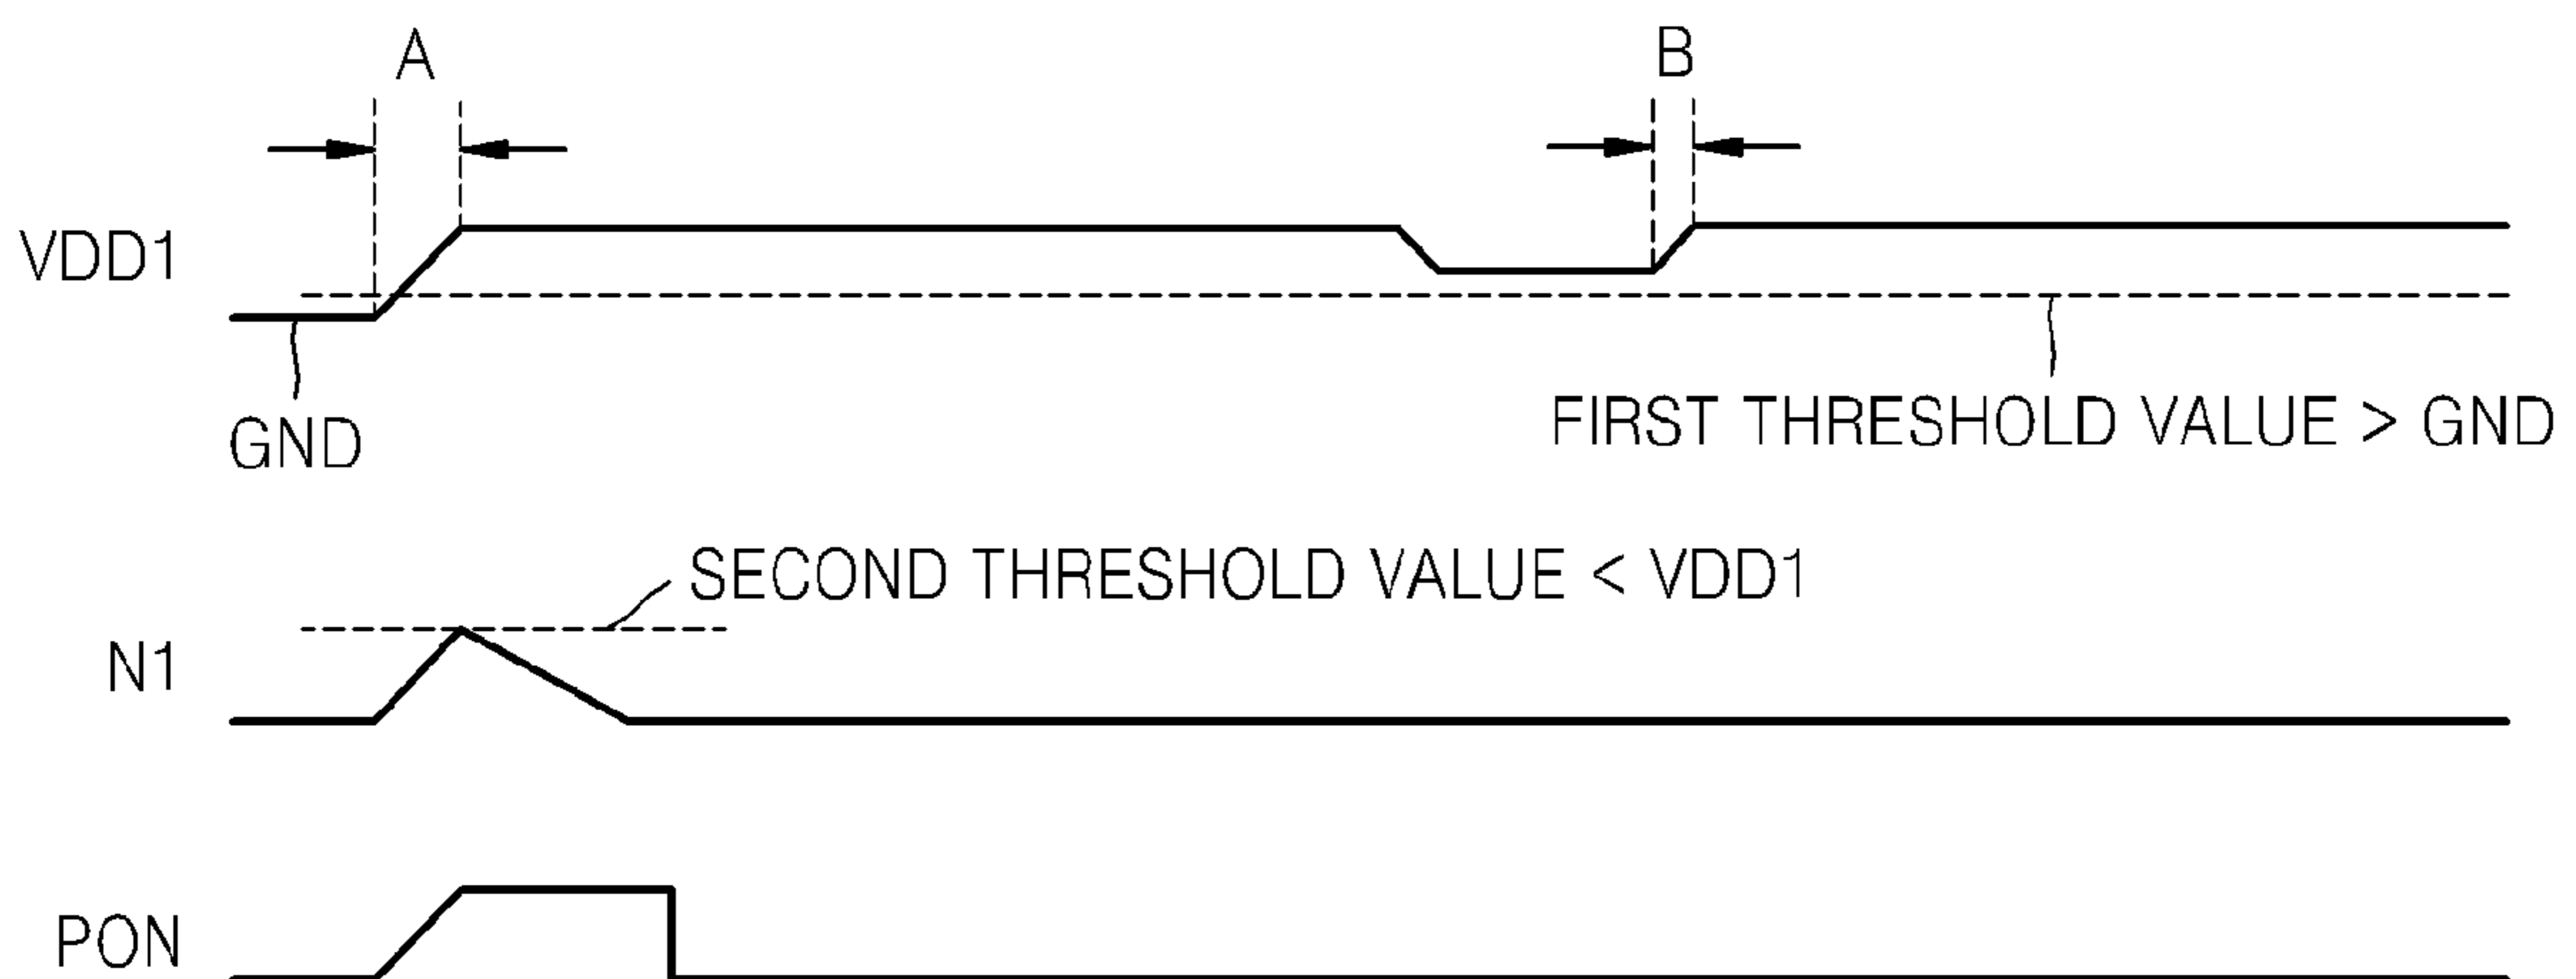 A
B
VDD1
GND
FIRST THRESHOLD VALUE > GND
SECOND THRESHOLD VALUE < VDD1
N1
PON